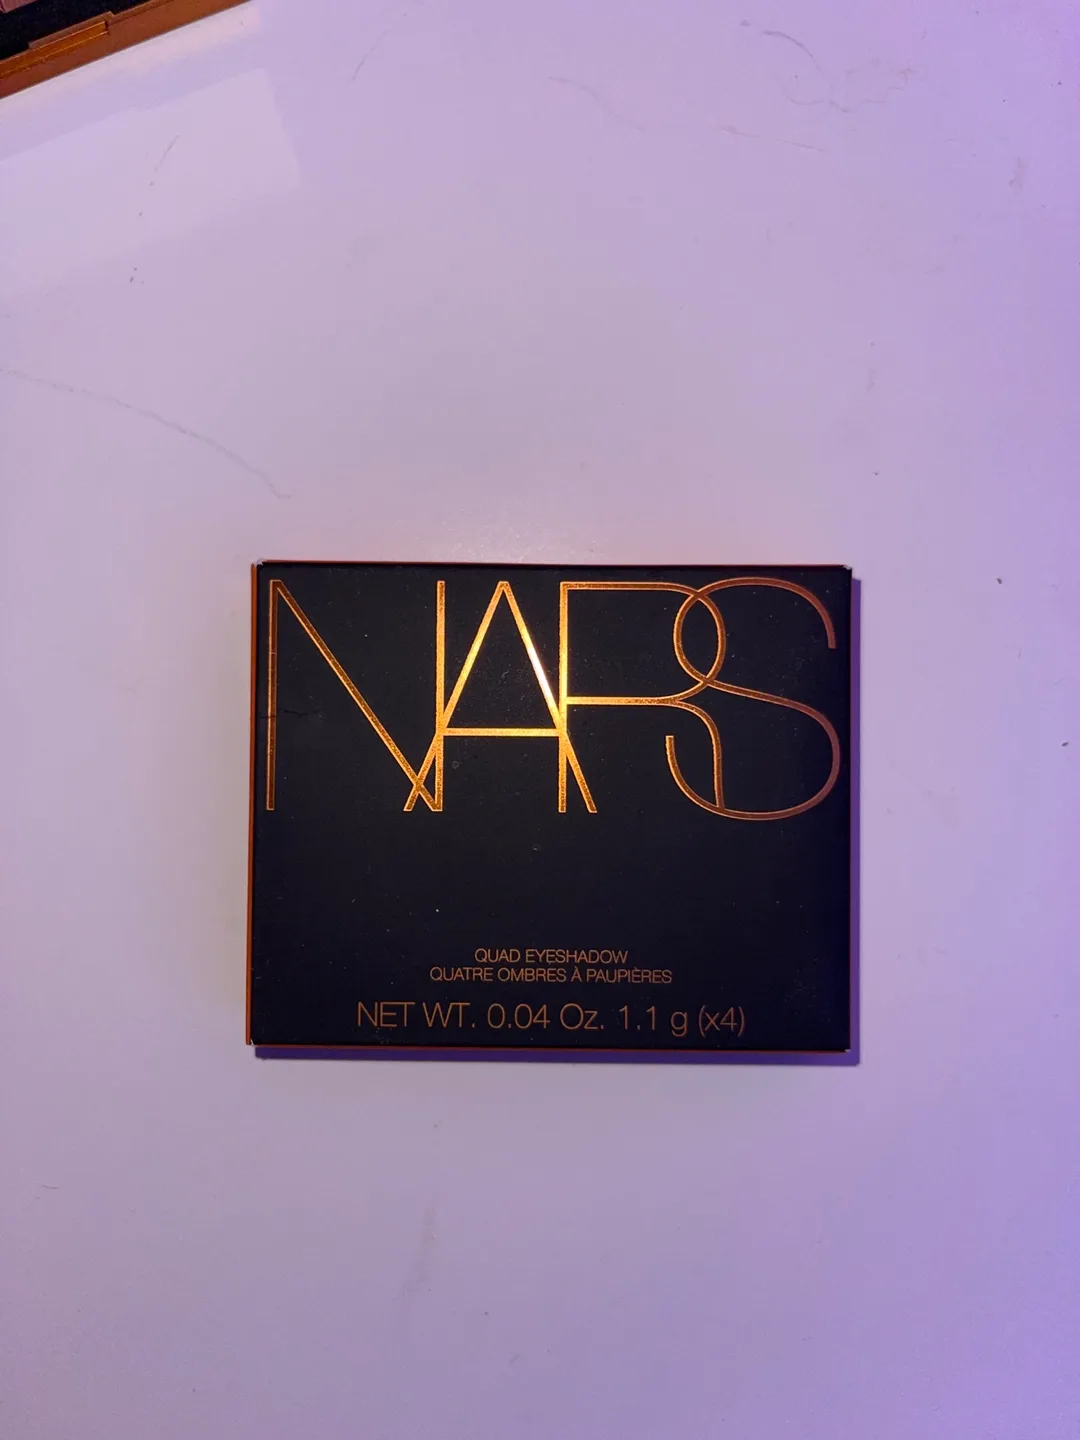 NARS
QUAD EYESHADOW
QUATRE OMBRES À PAUPIÈRES
NET WT. 0.04 Oz. 1.1 g (x4)